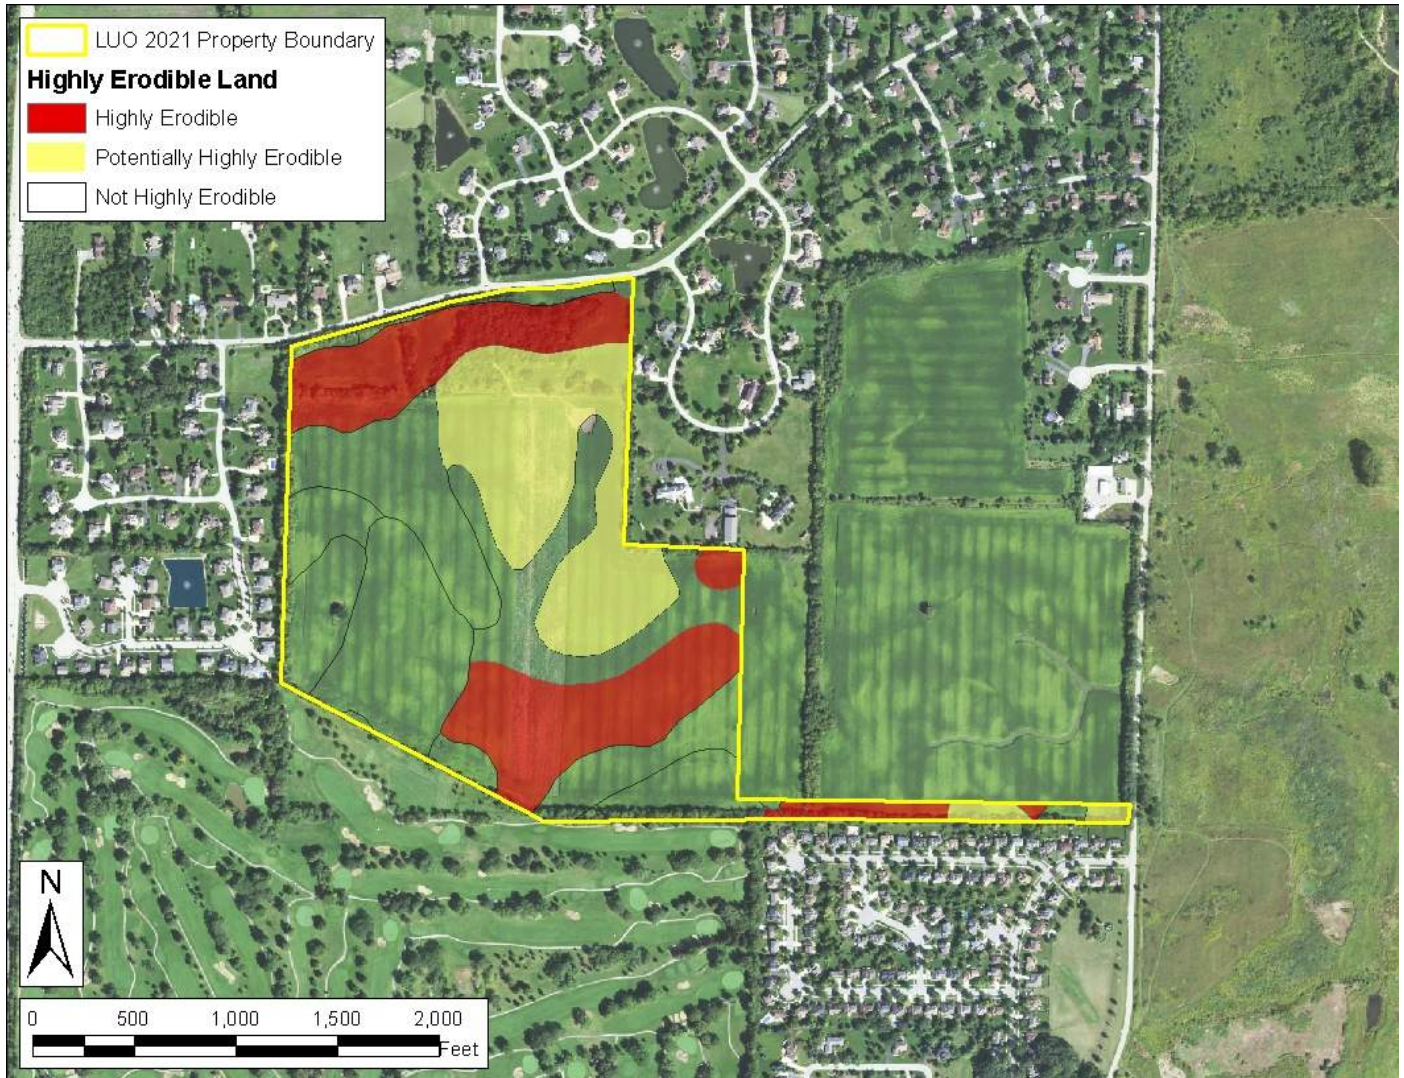 LUO 2021 Property Boundary
Highly Erodible Land
Highly Erodible
Potentially Highly Erodible
Not Highly Erodible
N
0 500 1,000 1,500 2,000
Feet